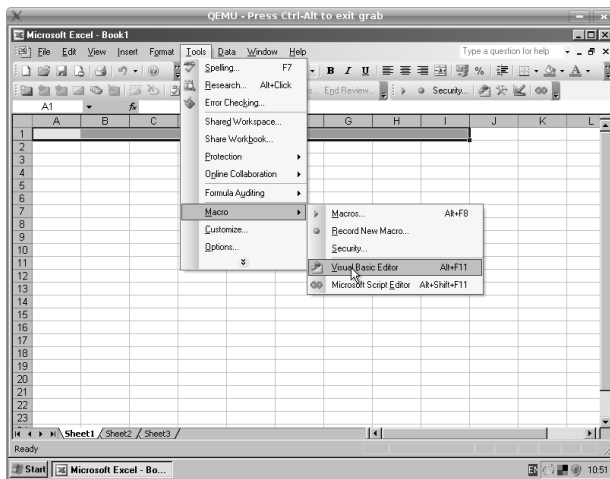 QEMU - Press Ctrl-Alt to exit grab
Microsoft Excel - Book1
File Edit View Insert Format Tools Data Window Help
Type a question for help
Spelling... F7
Research... Alt+Click
Error Checking...
Shared Workspace...
Share Workbook...
Protection
Online Collaboration
Formula Auditing
Macro
Customize...
Options...
Macros... Alt+F8
Record New Macro...
Security...
Visual Basic Editor Alt+F11
Microsoft Script Editor Alt+Shift+F11
B I U
%
End Review...
Security...
A1
fx
A B C G H I J K L
1
2
3
4
5
6
7
8
9
10
11
12
13
14
15
16
17
18
19
20
21
22
23
Sheet1 Sheet2 Sheet3
Ready
Start Microsoft Excel - Bo... EN 10:51